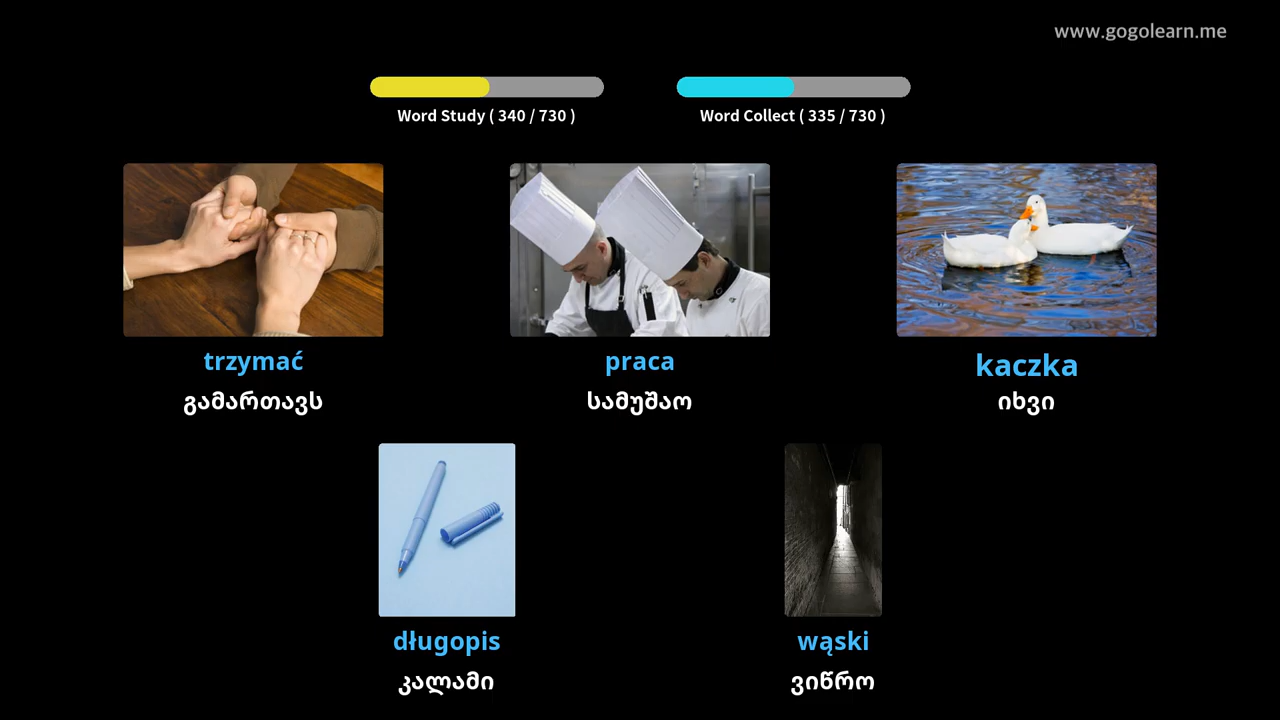 www.gogolearn.me
Word Study ( 340 / 730 )
Word Collect ( 335 / 730 )
trzymać
praca
kaczka
გამართავს
სამუშაო
იხვი
długopis
wąski
კალამი
ვიწრო